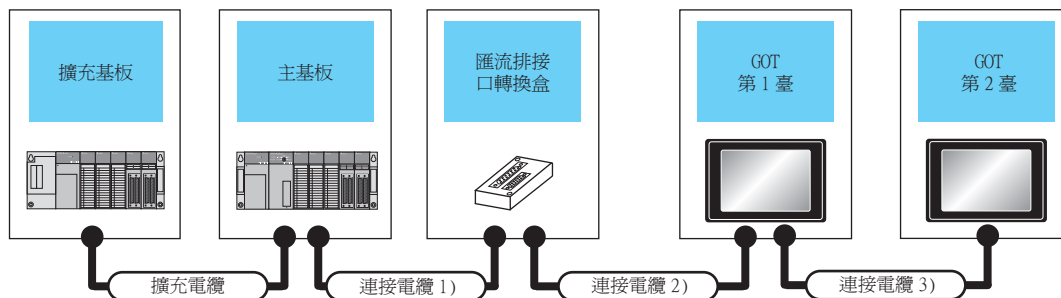 擴充基板
主基板
匯流排接
口轉換盒
GOT
第1臺
GOT
第2臺
擴充電纜
連接電纜1)
連接電纜2)
連接電纜3)